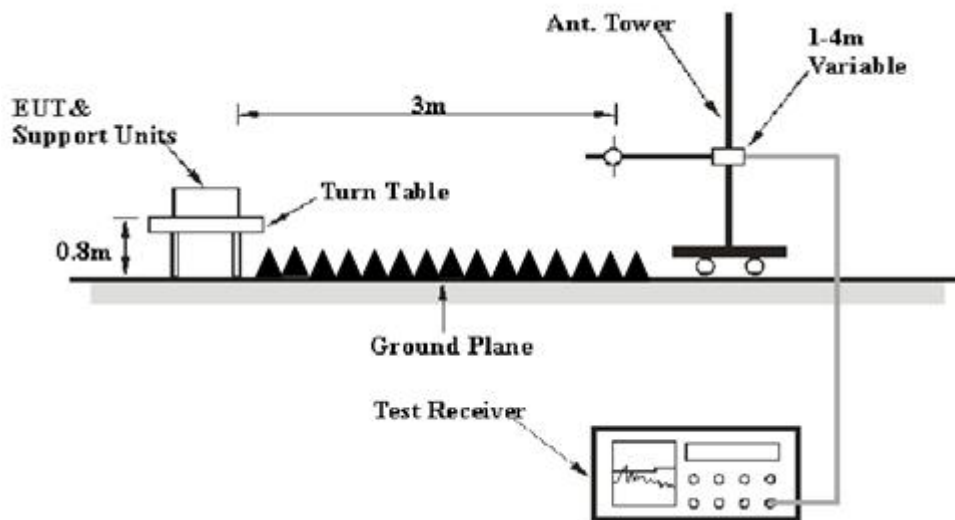 Ant. Tower
1-4m
Variable
3m
EUT&
Support Units
Turn Table
0.8m
Ground Plane
Test Receiver